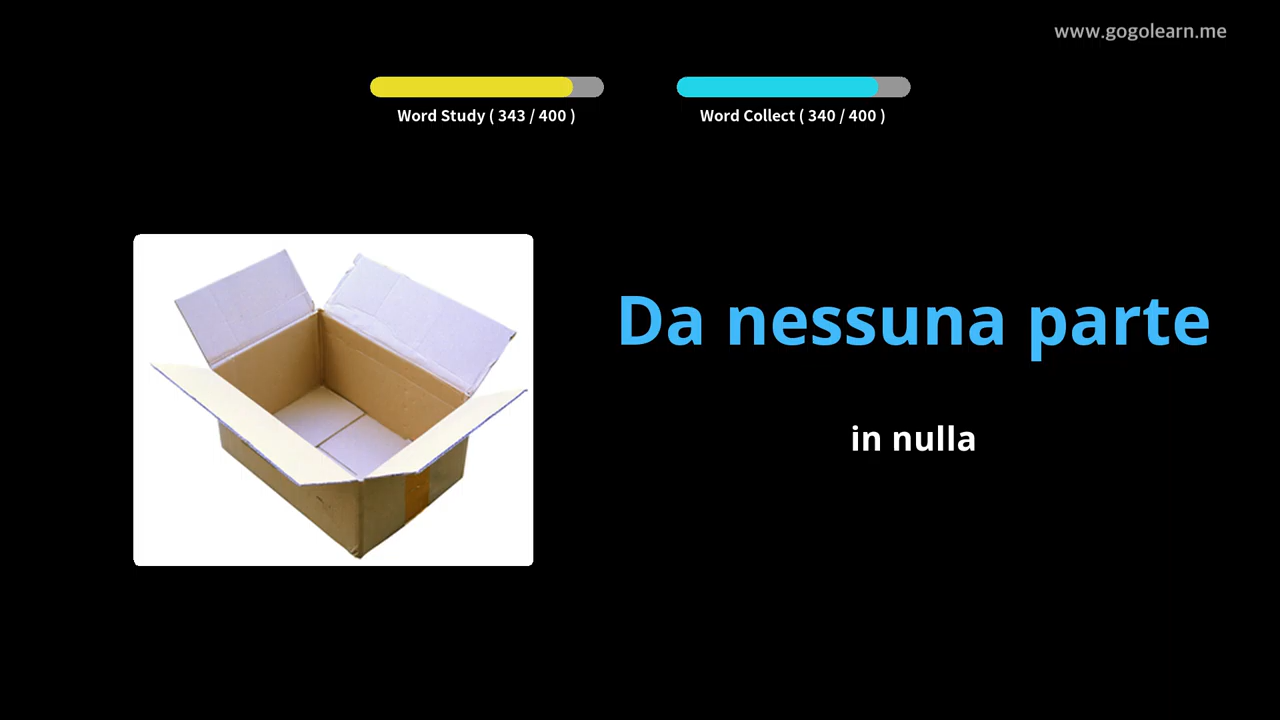 www.gogolearn.me
Word Study ( 343 / 400 )
Word Collect ( 340 / 400 )
Da nessuna parte
in nulla